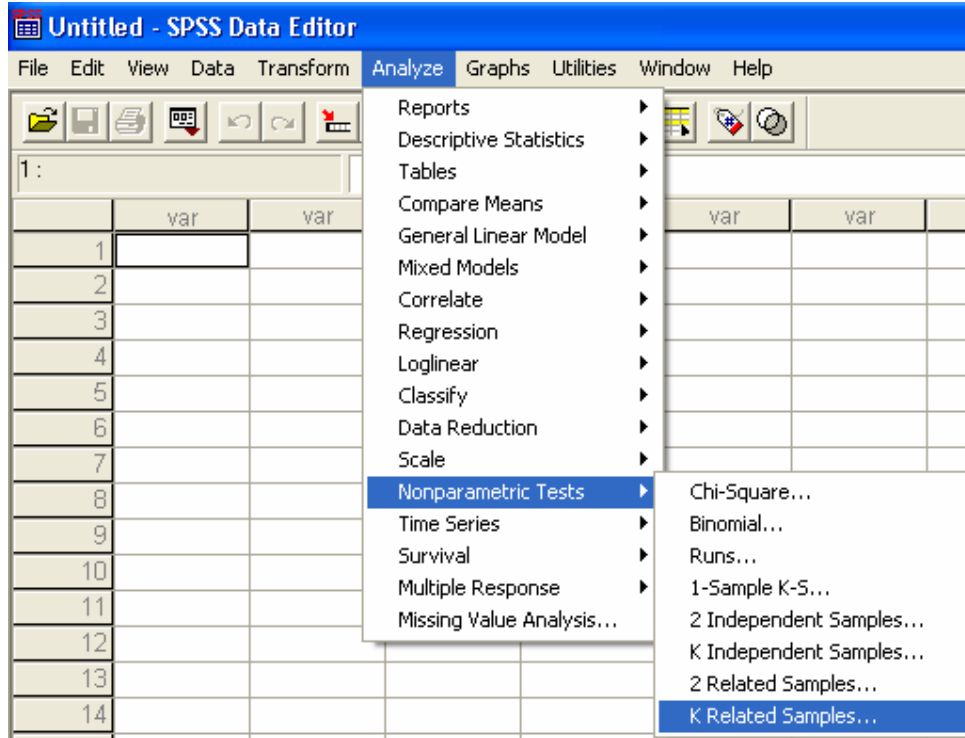 SPSS
Untitled - SPSS Data Editor
File Edit View Data Transform Analyze Graphs Utilities Window Help
1 :
var var var var
1
2
3
4
5
6
7
8
9
10
11
12
13
14
Reports
Descriptive Statistics
Tables
Compare Means
General Linear Model
Mixed Models
Correlate
Regression
Loglinear
Classify
Data Reduction
Scale
Nonparametric Tests
Time Series
Survival
Multiple Response
Missing Value Analysis...
Chi-Square...
Binomial...
Runs...
1-Sample K-S...
2 Independent Samples...
K Independent Samples...
2 Related Samples...
K Related Samples...